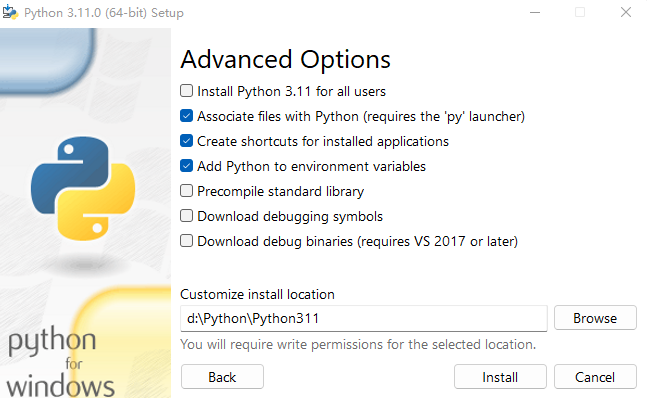 Python 3.11.0 (64-bit) Setup
Advanced Options
Install Python 3.11 for all users
Associate files with Python (requires the 'py' launcher)
Create shortcuts for installed applications
Add Python to environment variables
Precompile standard library
Download debugging symbols
Download debug binaries (requires VS 2017 or later)
Customize install location
d:\Python\Python311
Browse
You will require write permissions for the selected location.
python
for
windows
Back
Install
Cancel